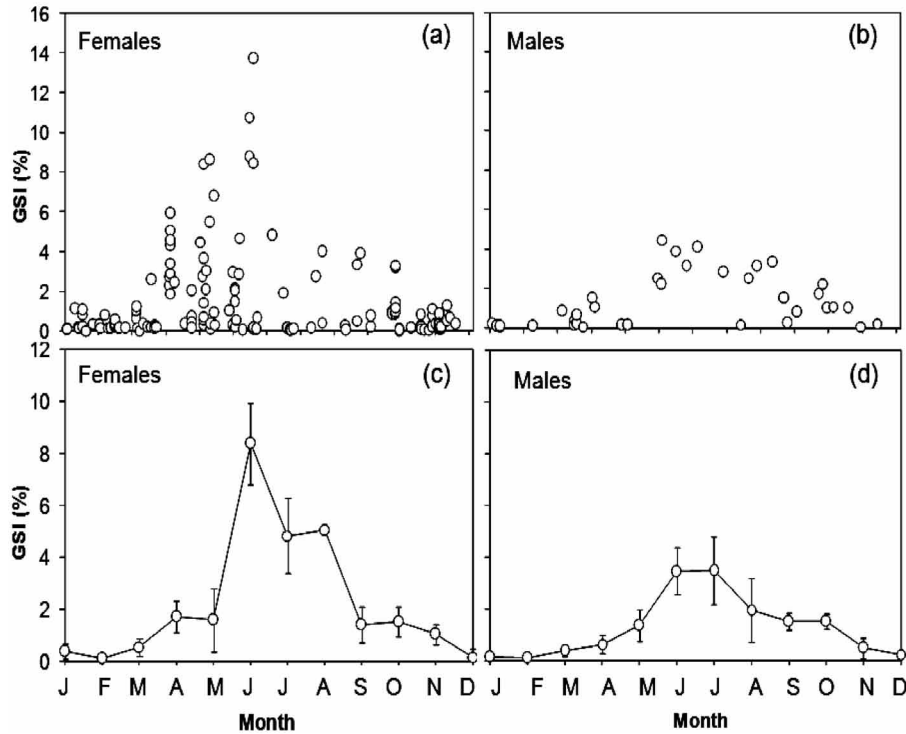 16
14
12
10
8
6
4
2
0
GSI (%)
Females
(a)
Males
(b)
12
10
8
6
4
2
0
GSI (%)
Females
(c)
Males
(d)
J F M A M J J A S O N D
J F M A M J J A S O N D
Month
Month